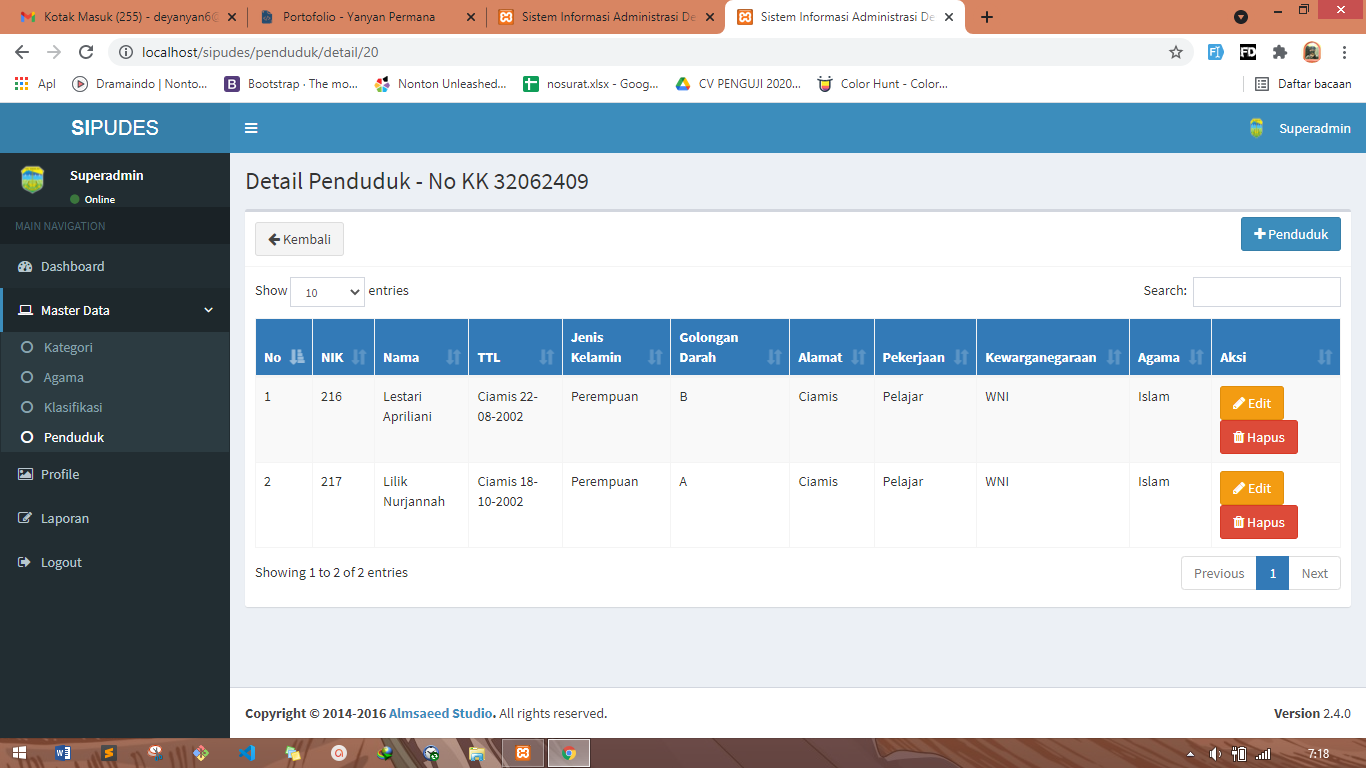 Kotak Masuk (255) - deyanyan6@
Portofolio - Yanyan Permana
Sistem Informasi Administrasi De
Sistem Informasi Administrasi De
localhost/sipudes/penduduk/detail/20
Apl
Dramaindo | Nonto...
Bootstrap · The mo...
Nonton Unleashed...
nosurat.xlsx - Goog...
CV PENGUJI 2020...
Color Hunt - Color...
Daftar bacaan
SIPUDES
Superadmin
Superadmin
Online
MAIN NAVIGATION
Dashboard
Master Data
Kategori
Agama
Klasifikasi
Penduduk
Profile
Laporan
Logout
Detail Penduduk - No KK 32062409
Kembali
Penduduk
Show 10 entries
Search:
No NIK Nama TTL Jenis Kelamin Golongan Darah Alamat Pekerjaan Kewarganegaraan Agama Aksi
1 216 Lestari Apriliani Ciamis 22-08-2002 Perempuan B Ciamis Pelajar WNI Islam Edit
Hapus
2 217 Lilik Nurjannah Ciamis 18-10-2002 Perempuan A Ciamis Pelajar WNI Islam Edit
Hapus
Showing 1 to 2 of 2 entries
Previous 1 Next
Copyright © 2014-2016 Almsaeed Studio. All rights reserved.
Version 2.4.0
7:18